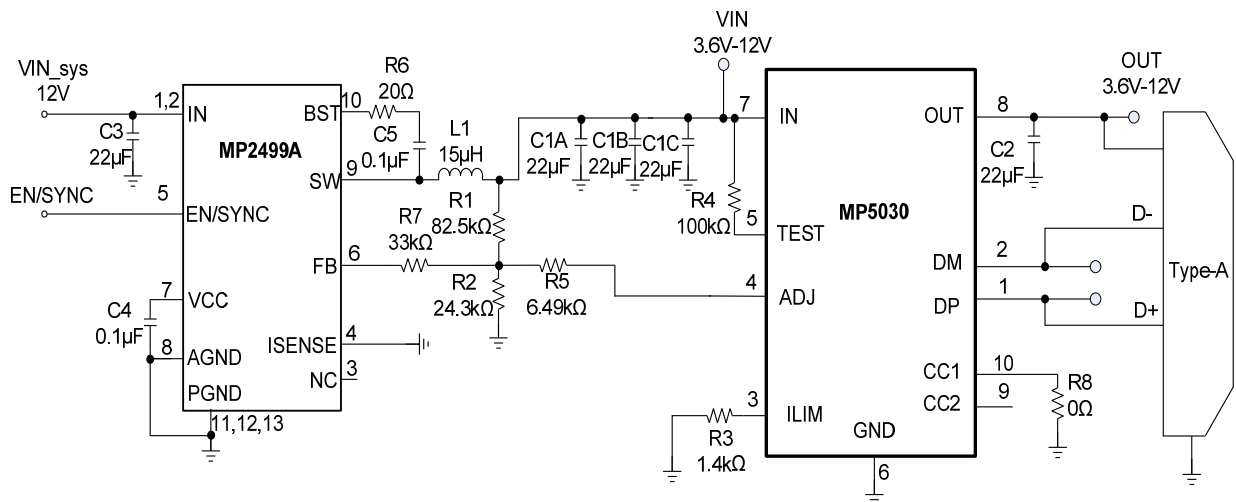 VIN_sys
12V
C3
22μF
EN/SYNC
1,2
IN
MP2499A
BST
10
R6
20Ω
C5
0.1μF
SW
9
L1
15μH
5
EN/SYNC
R1
82.5kΩ
R7
33kΩ
FB
6
R2
24.3kΩ
R5
6.49kΩ
7
VCC
C4
0.1μF
8
AGND
ISENSE
4
NC
3
PGND
11,12,13
VIN
3.6V-12V
C1A
22μF
C1B
22μF
C1C
22μF
R4
100kΩ
7
IN
5
TEST
4
ADJ
3
ILIM
R3
1.4kΩ
MP5030
GND
6
OUT
8
C2
22μF
OUT
3.6V-12V
DM
2
DP
1
D-
D+
Type-A
CC1
10
CC2
9
R8
0Ω